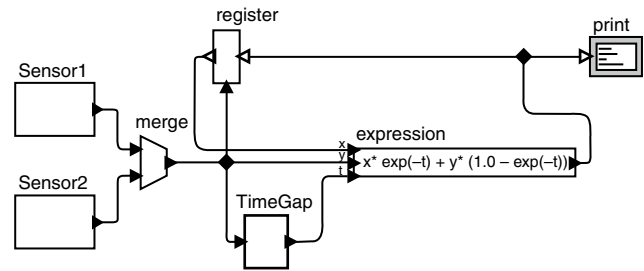 register
print
Sensor1
merge
expression
x
y
t
x* exp(–t) + y* (1.0 – exp(–t))
Sensor2
TimeGap